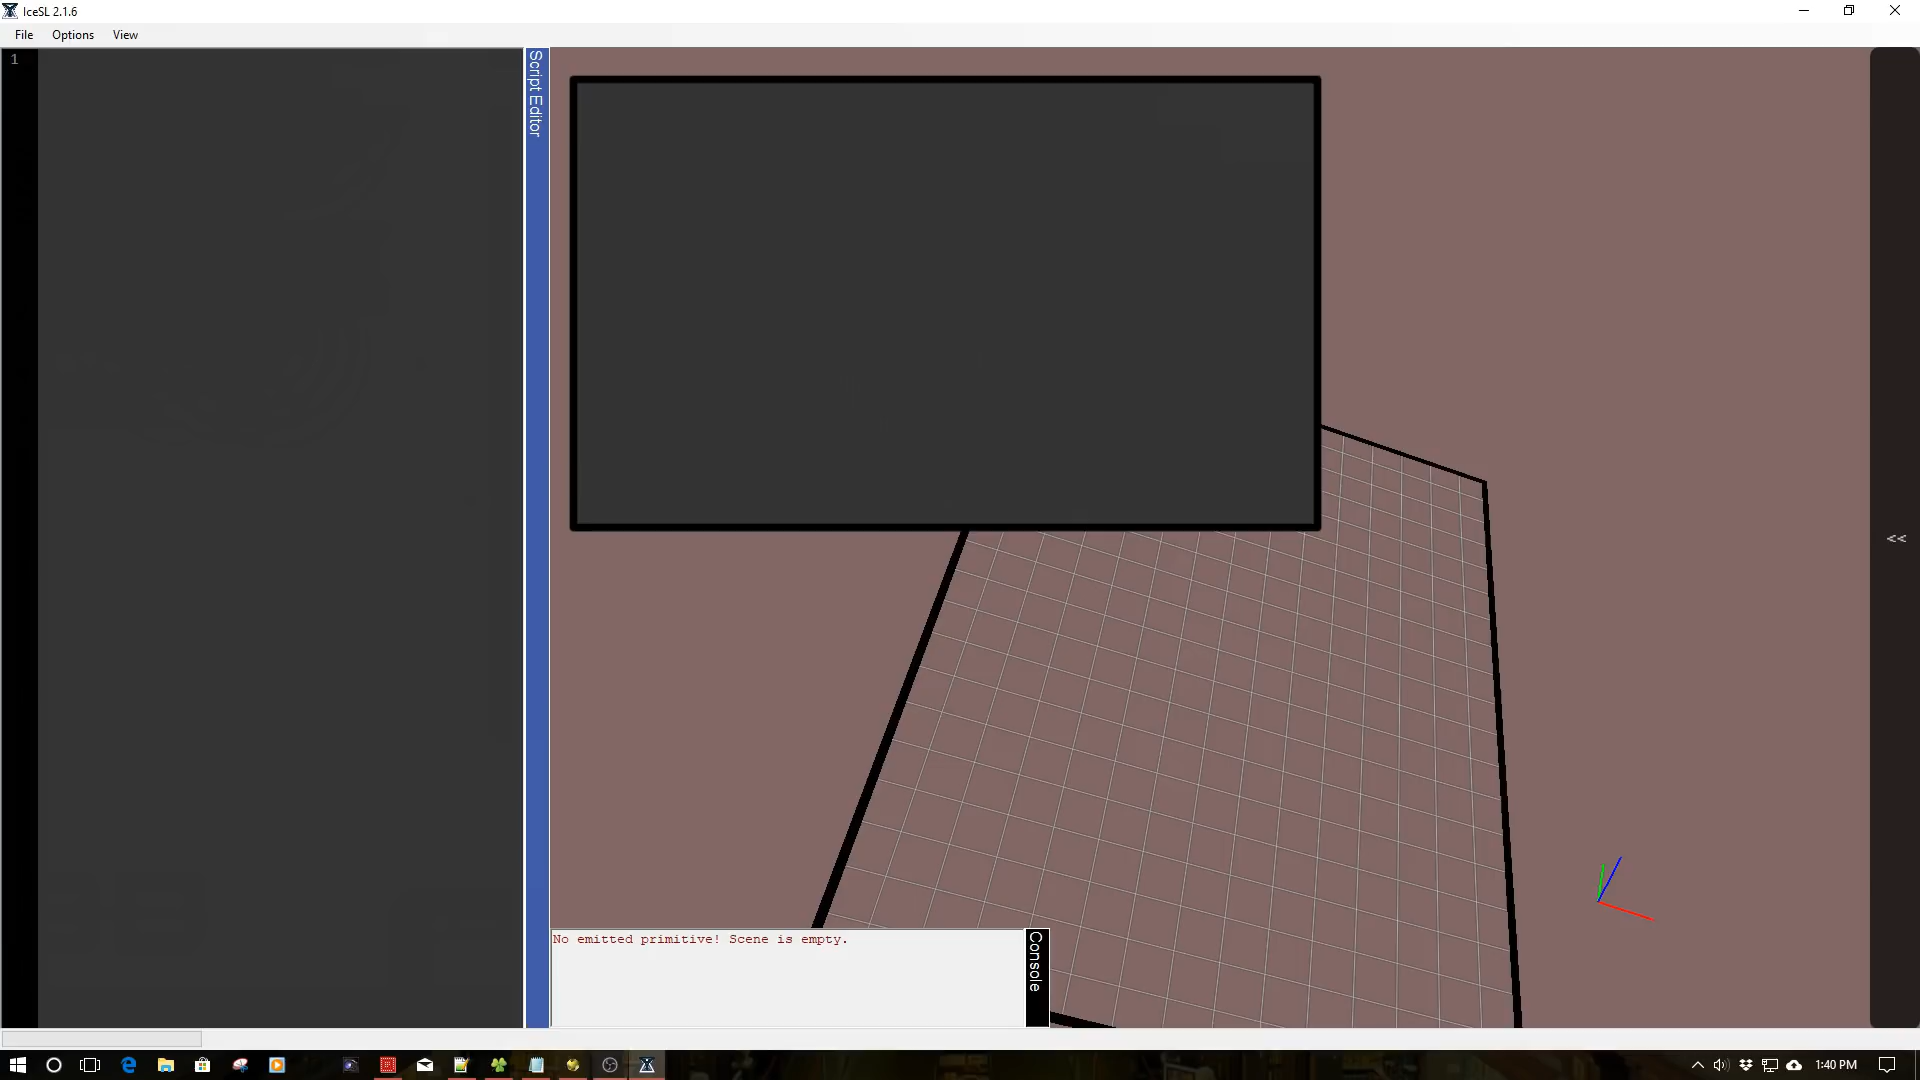 IceSL 2.1.6
File Options View
1
Script Editor
<<
No emitted primitive! Scene is empty.
Console
1:40 PM